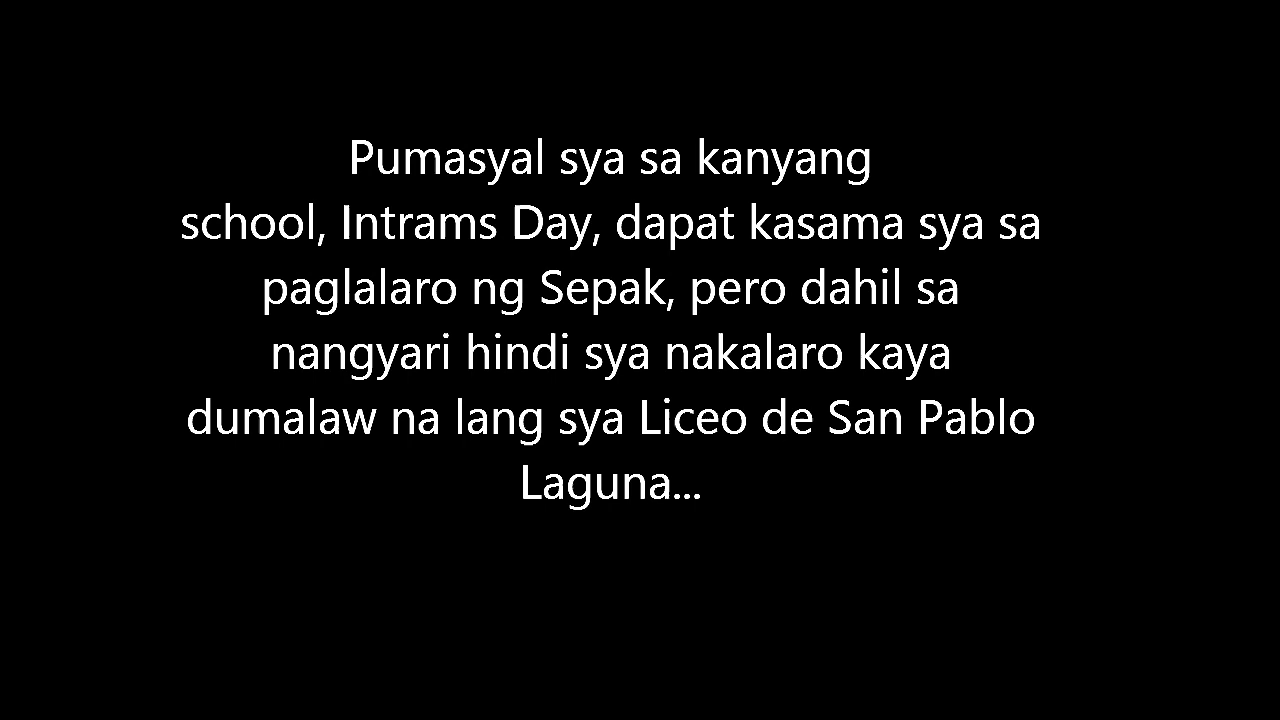 Pumasyal sya sa kanyang
school, Intrams Day, dapat kasama sya sa
paglalaro ng Sepak, pero dahil sa
nangyari hindi sya nakalaro kaya
dumalaw na lang sya Liceo de San Pablo
Laguna...